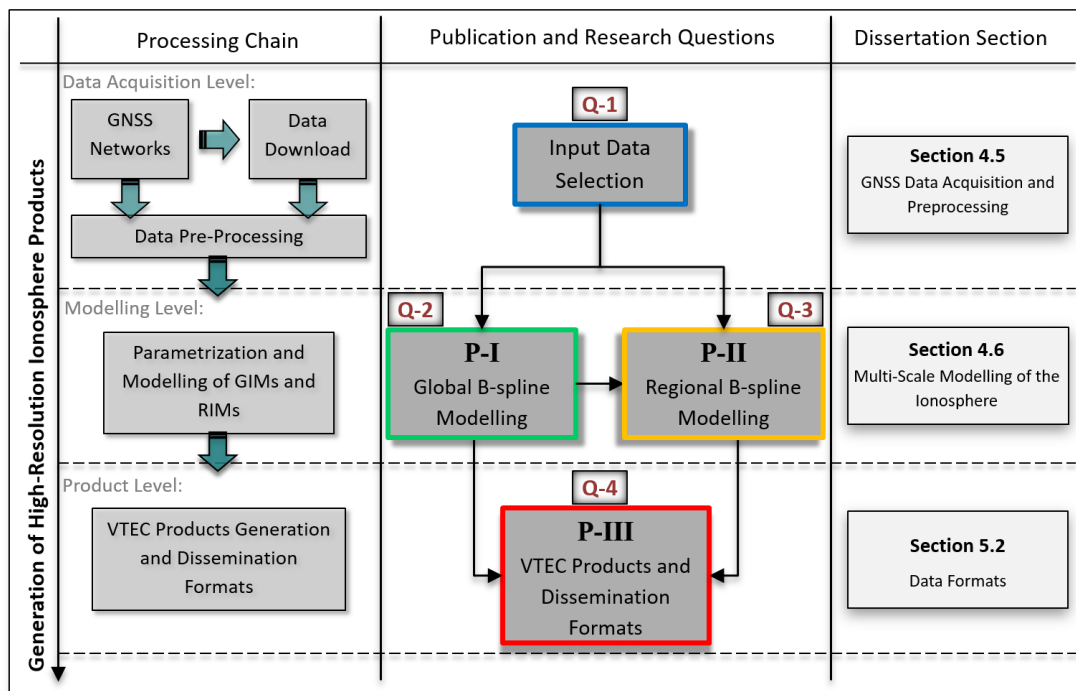 Processing Chain
Publication and Research Questions
Dissertation Section
Generation of High-Resolution Ionosphere Products
Data Acquisition Level:
GNSS
Networks
Data
Download
Data Pre-Processing
Q-1
Input Data
Selection
Section 4.5
GNSS Data Acquisition and
Preprocessing
Modelling Level:
Parametrization and
Modelling of GIMs and
RIMs
Q-2
P-I
Global B-spline
Modelling
Q-3
P-II
Regional B-spline
Modelling
Section 4.6
Multi-Scale Modelling of the
Ionosphere
Product Level:
VTEC Products Generation
and Dissemination
Formats
Q-4
P-III
VTEC Products and
Dissemination
Formats
Section 5.2
Data Formats